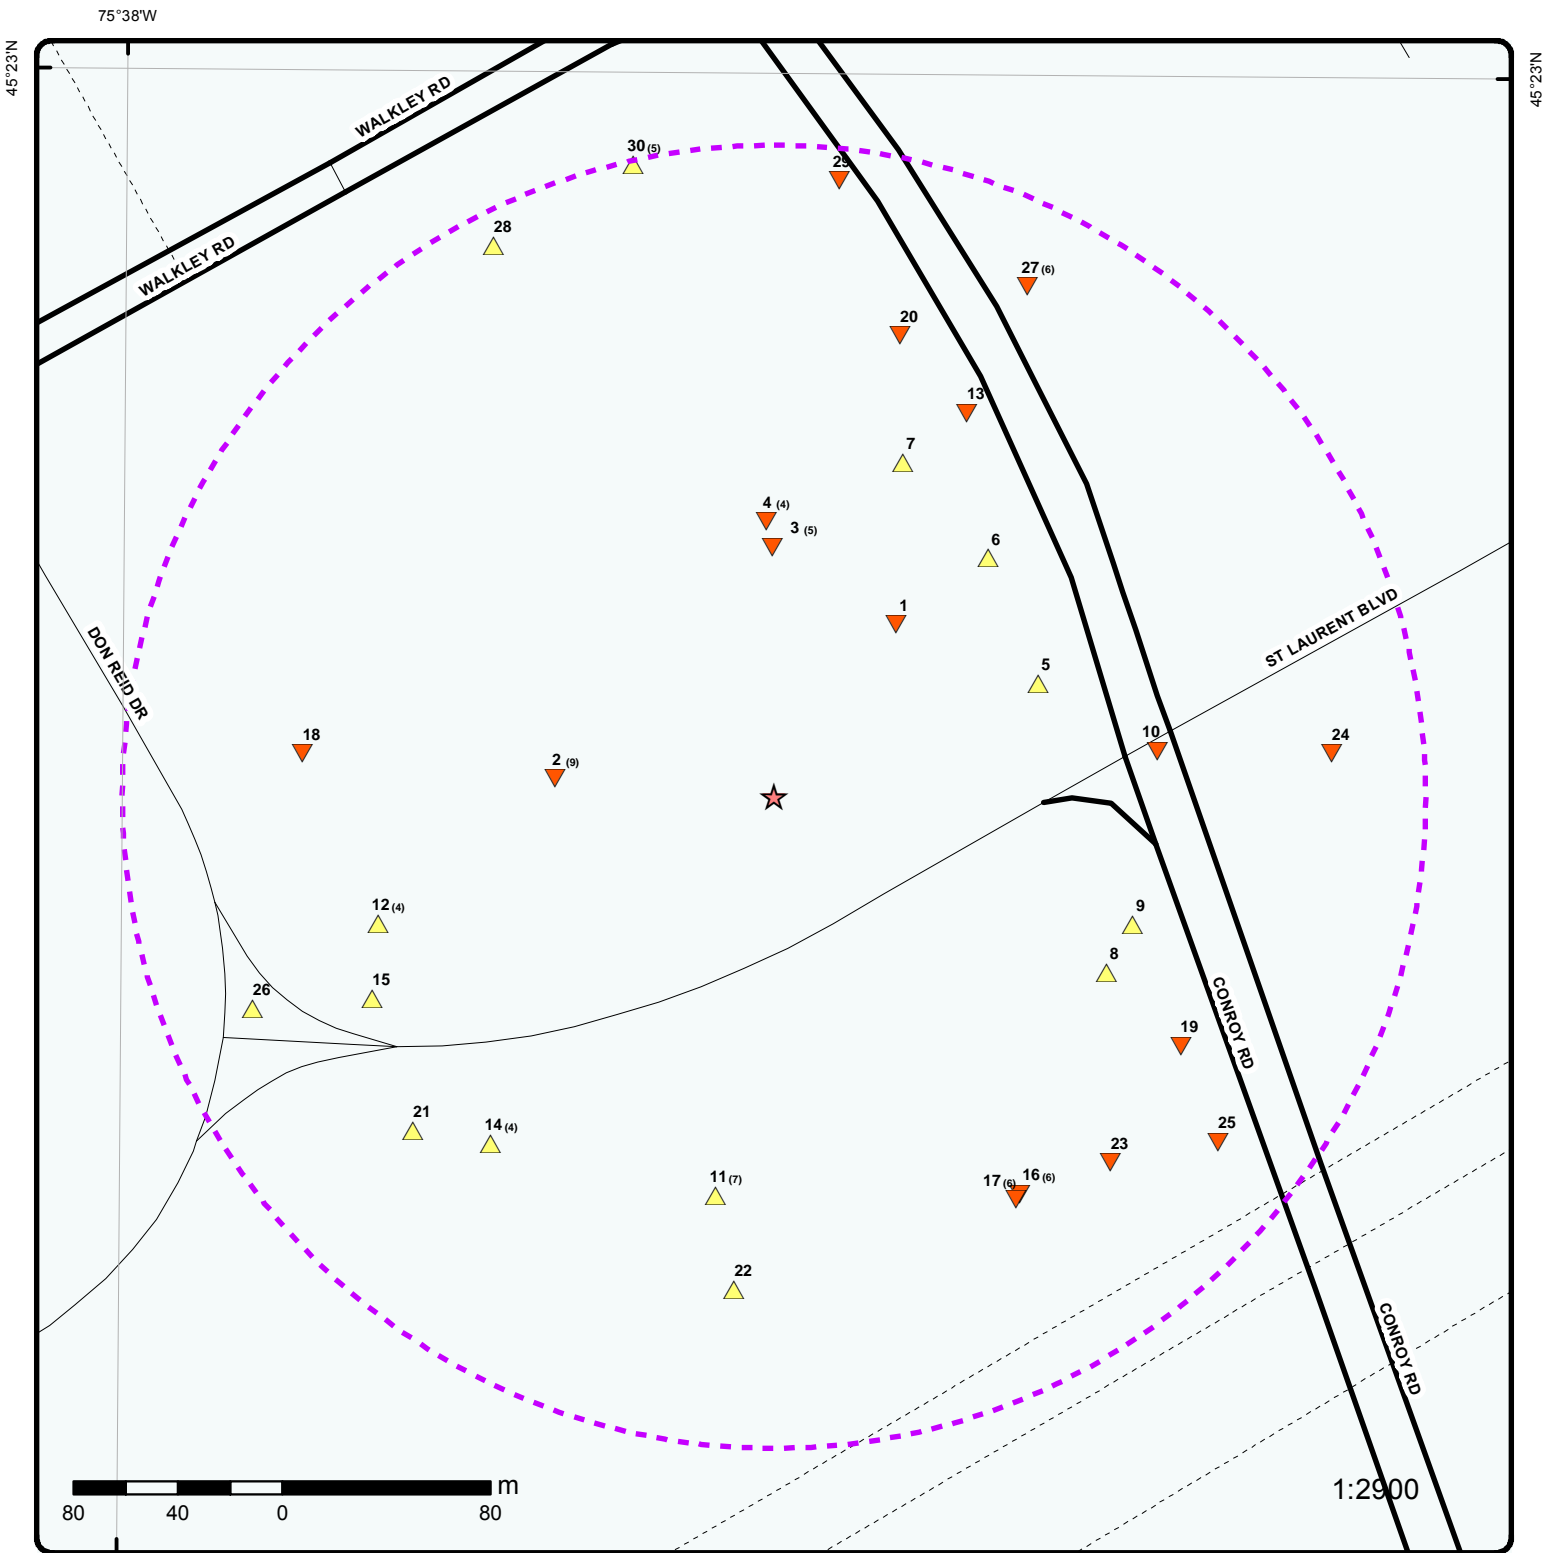 75°38'W
45°23'N
45°23'N
WALKLEY RD
WALKLEY RD
30 (5)
29
28
27 (6)
20
13
7
4 (4)
3 (5)
6
1
ST LAURENT BLVD
DON REID DR
5
18
10
24
2 (9)
12 (4)
9
8
15
26
CONROY RD
19
21
14 (4)
25
23
11 (7)
17 (6)
16 (6)
22
CONROY RD
m
1:2900
80 40 0 80